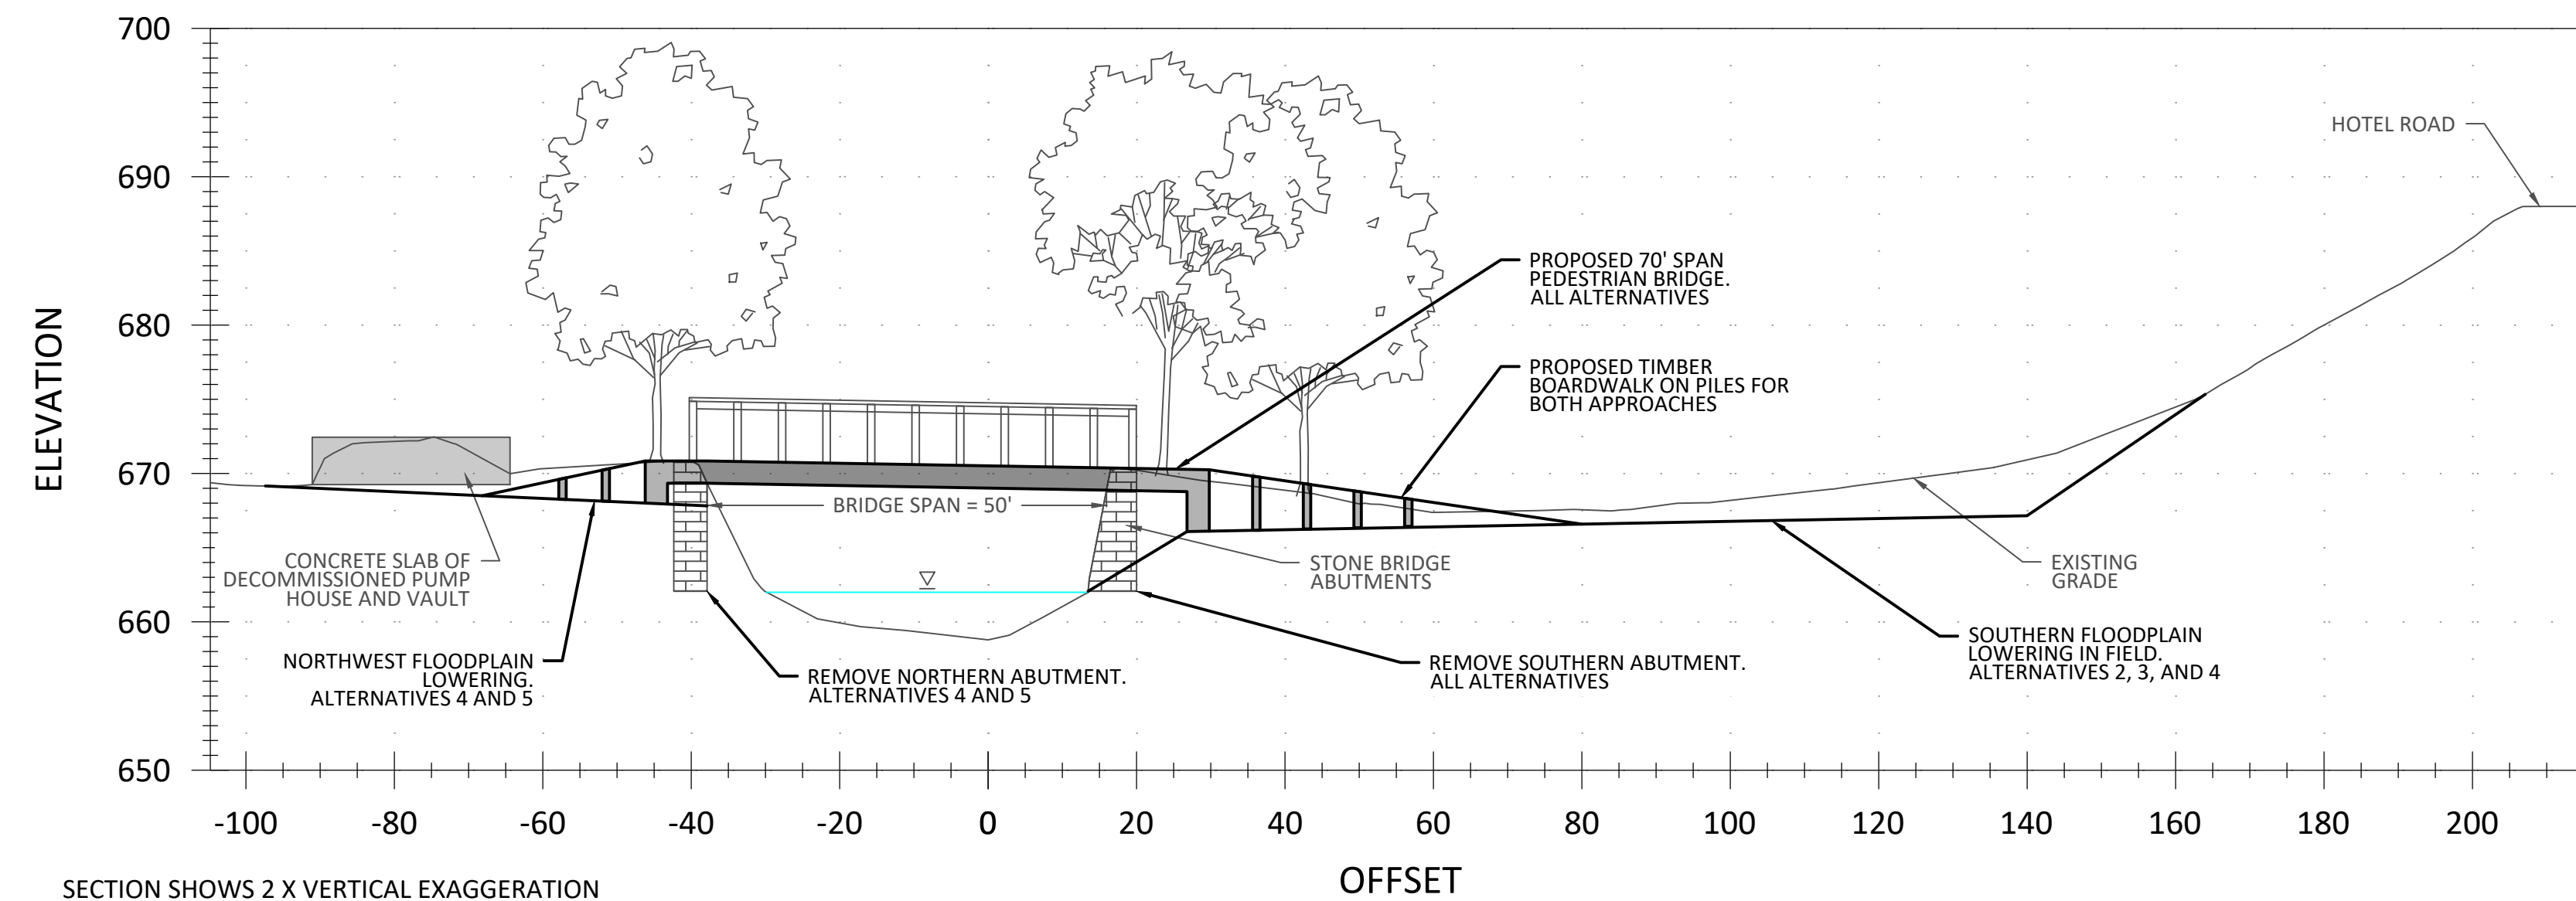 700
690
680
670
660
650
ELEVATION
HOTEL ROAD
PROPOSED 70' SPAN
PEDESTRIAN BRIDGE.
ALL ALTERNATIVES
PROPOSED TIMBER
BOARDWALK ON PILES FOR
BOTH APPROACHES
BRIDGE SPAN = 50'
CONCRETE SLAB OF
DECOMMISSIONED PUMP
HOUSE AND VAULT
STONE BRIDGE
ABUTMENTS
EXISTING
GRADE
NORTHWEST FLOODPLAIN
LOWERING.
ALTERNATIVES 4 AND 5
REMOVE NORTHERN ABUTMENT.
ALTERNATIVES 4 AND 5
REMOVE SOUTHERN ABUTMENT.
ALL ALTERNATIVES
SOUTHERN FLOODPLAIN
LOWERING IN FIELD.
ALTERNATIVES 2, 3, AND 4
-100 -80 -60 -40 -20 0 20 40 60 80 100 120 140 160 180 200
OFFSET
SECTION SHOWS 2 X VERTICAL EXAGGERATION